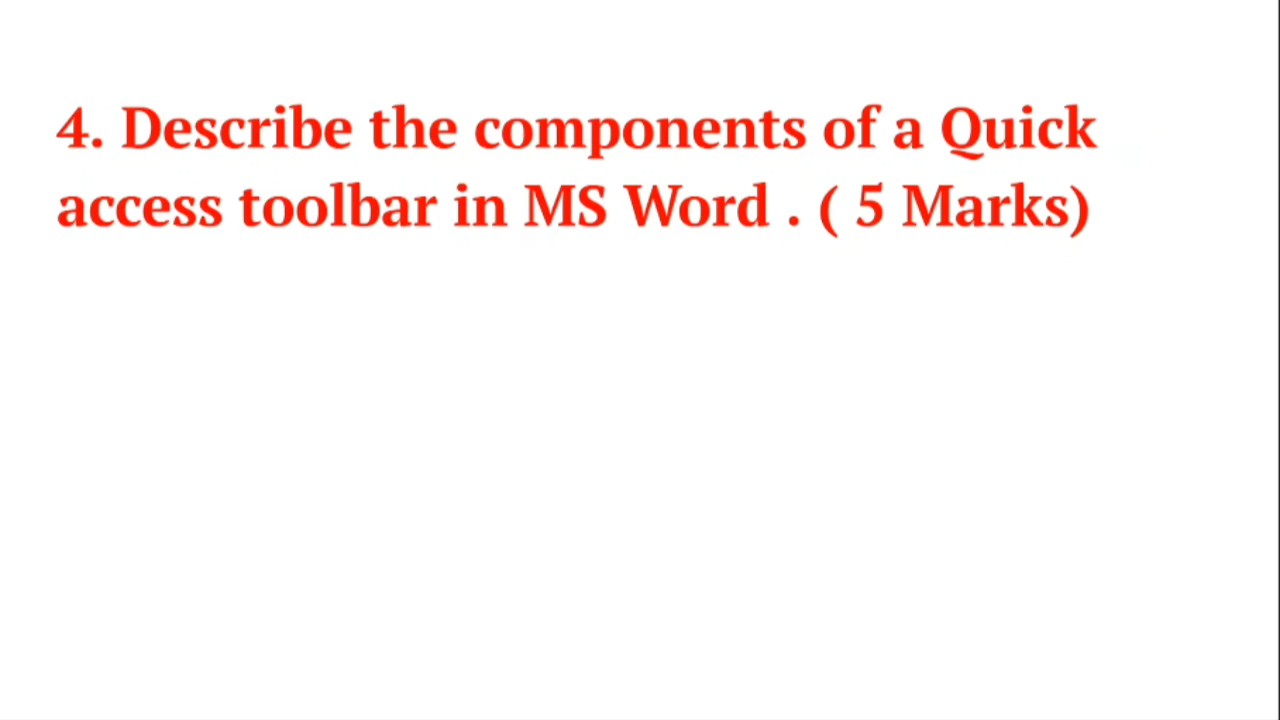 4. Describe the components of a Quick
access toolbar in MS Word . ( 5 Marks)